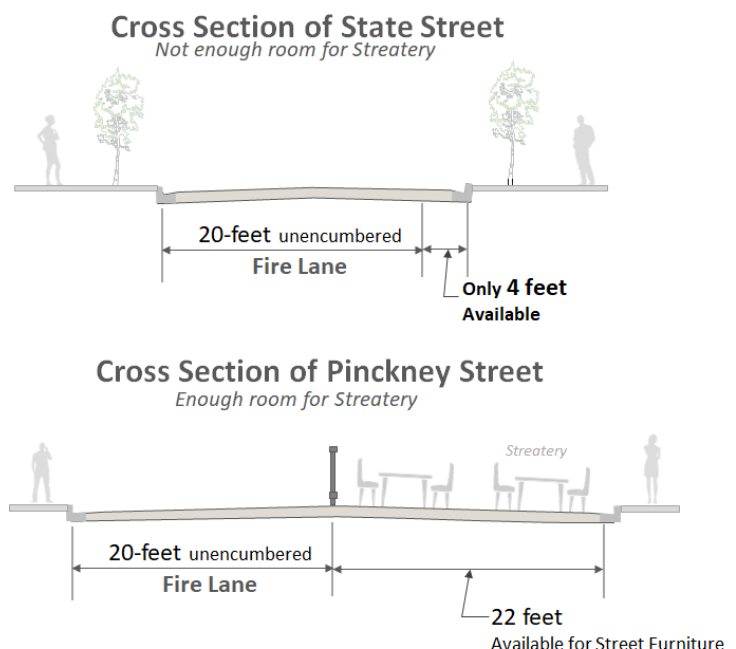 Cross Section of State Street
Not enough room for Streatery
20-feet unencumbered
Fire Lane
Only 4 feet
Available
Cross Section of Pinckney Street
Enough room for Streatery
Streatery
20-feet unencumbered
Fire Lane
22 feet
Available for Street Furniture